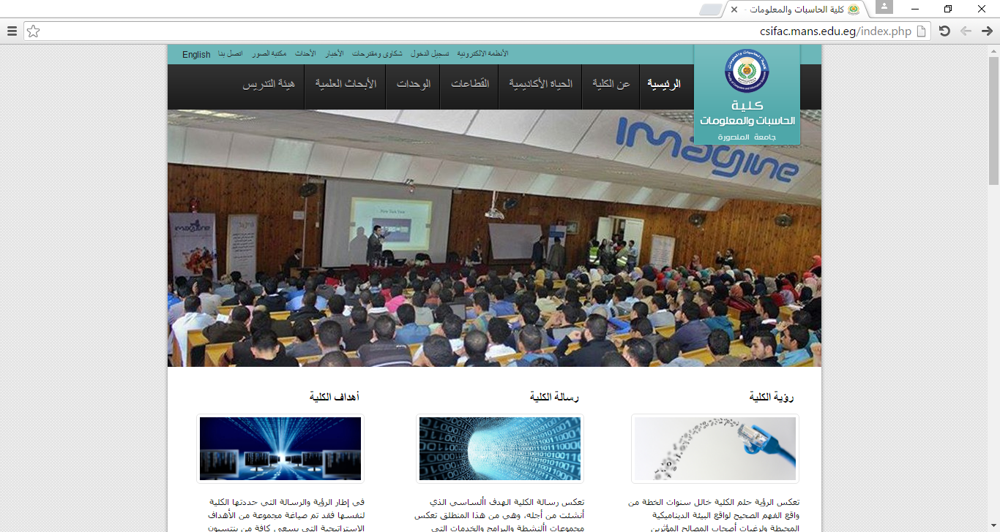 كلية الحاسبات والمعلومات -
csifac.mans.edu.eg/index.php
الأنظمة الالكترونية تسجيل الدخول شكاوى ومقترحات الأخبار الأحداث مكتبة الصور اتصل بنا English
الرئيسية عن الكلية الحياة الأكاديمية القطاعات الوحدات الأبحاث العلمية هيئة التدريس
كلية
الحاسبات والمعلومات
جامعة المنصورة
Imagine
imagine
رؤية الكلية
تعكس الرؤية حلم الكلية خالل سنوات الخطة من
واقع الفهم الصحيح لواقع البيئة الديناميكية
المحيطة ولرغبات أصحاب المصالح المؤثرين
رسالة الكلية
تعكس رسالة الكلية الهدف األساسي الذي
أنشئت من أجله، وهي من هذا المنطلق تعكس
مجموعات األنشطة والبرامج والخدمات التي
أهداف الكلية
في إطار الرؤية والرسالة التي حددتها الكلية
لنفسها فقد تم صياغة مجموعة من الأهداف
الاستراتيجية التي يسعى كافة من ينتسبون